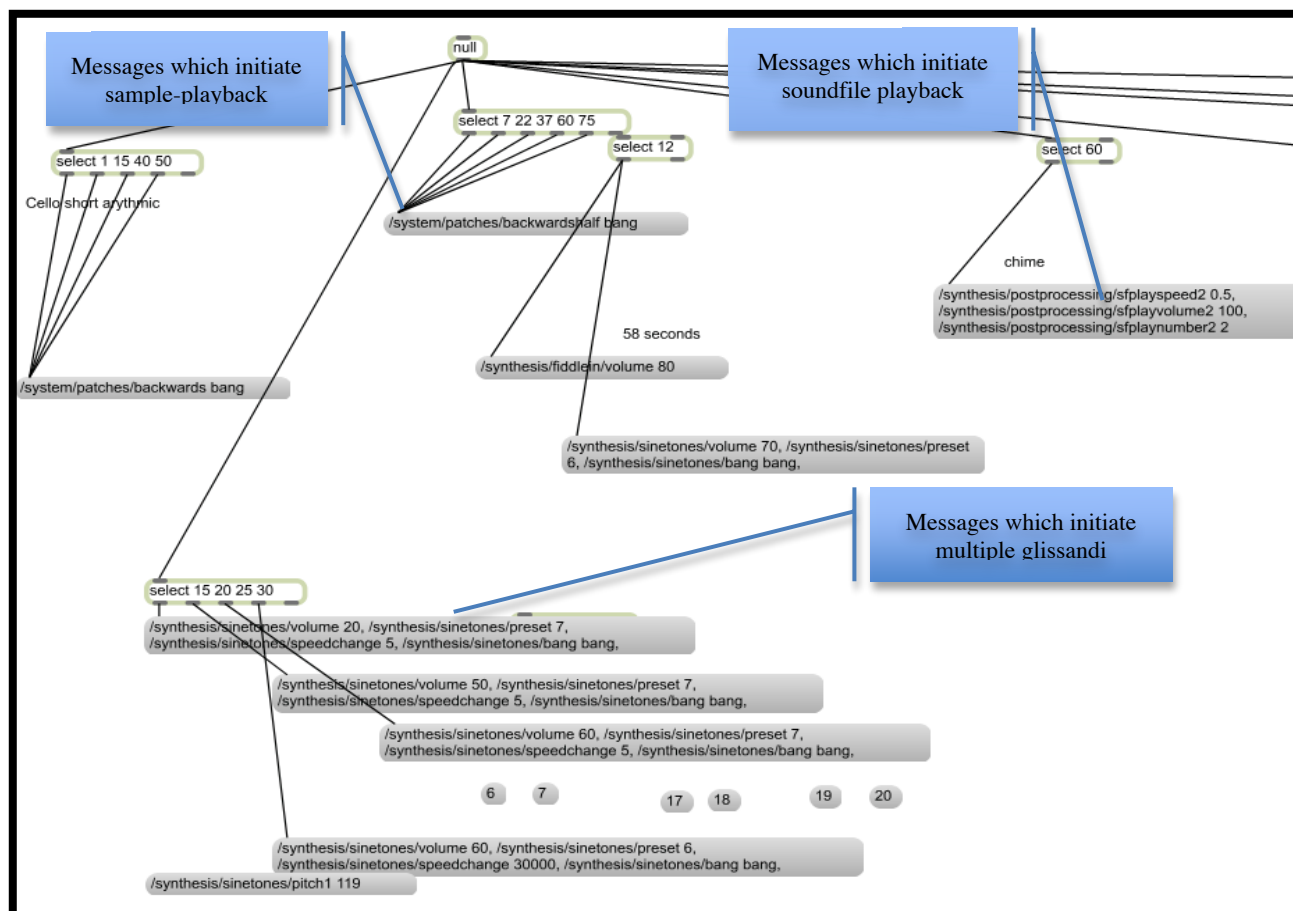 null
Messages which initiate
sample-playback
Messages which initiate
soundfile playback
select 7 22 37 60 75
select 12
select 60
select 1 15 40 50
Cello short arythmic
/system/patches/backwardshalf bang
chime
/synthesis/postprocessing/sfplayspeed2 0.5,
/synthesis/postprocessing/sfplayvolume2 100,
/synthesis/postprocessing/sfplaynumber2 2
58 seconds
/synthesis/fiddlein/volume 80
/system/patches/backwards bang
/synthesis/sinetones/volume 70, /synthesis/sinetones/preset
6, /synthesis/sinetones/bang bang,
Messages which initiate
multiple glissandi
select 15 20 25 30
/synthesis/sinetones/volume 20, /synthesis/sinetones/preset 7,
/synthesis/sinetones/speedchange 5, /synthesis/sinetones/bang bang,
/synthesis/sinetones/volume 50, /synthesis/sinetones/preset 7,
/synthesis/sinetones/speedchange 5, /synthesis/sinetones/bang bang,
/synthesis/sinetones/volume 60, /synthesis/sinetones/preset 7,
/synthesis/sinetones/speedchange 5, /synthesis/sinetones/bang bang,
6 7 17 18 19 20
/synthesis/sinetones/volume 60, /synthesis/sinetones/preset 6,
/synthesis/sinetones/speedchange 30000, /synthesis/sinetones/bang bang,
/synthesis/sinetones/pitch1 119